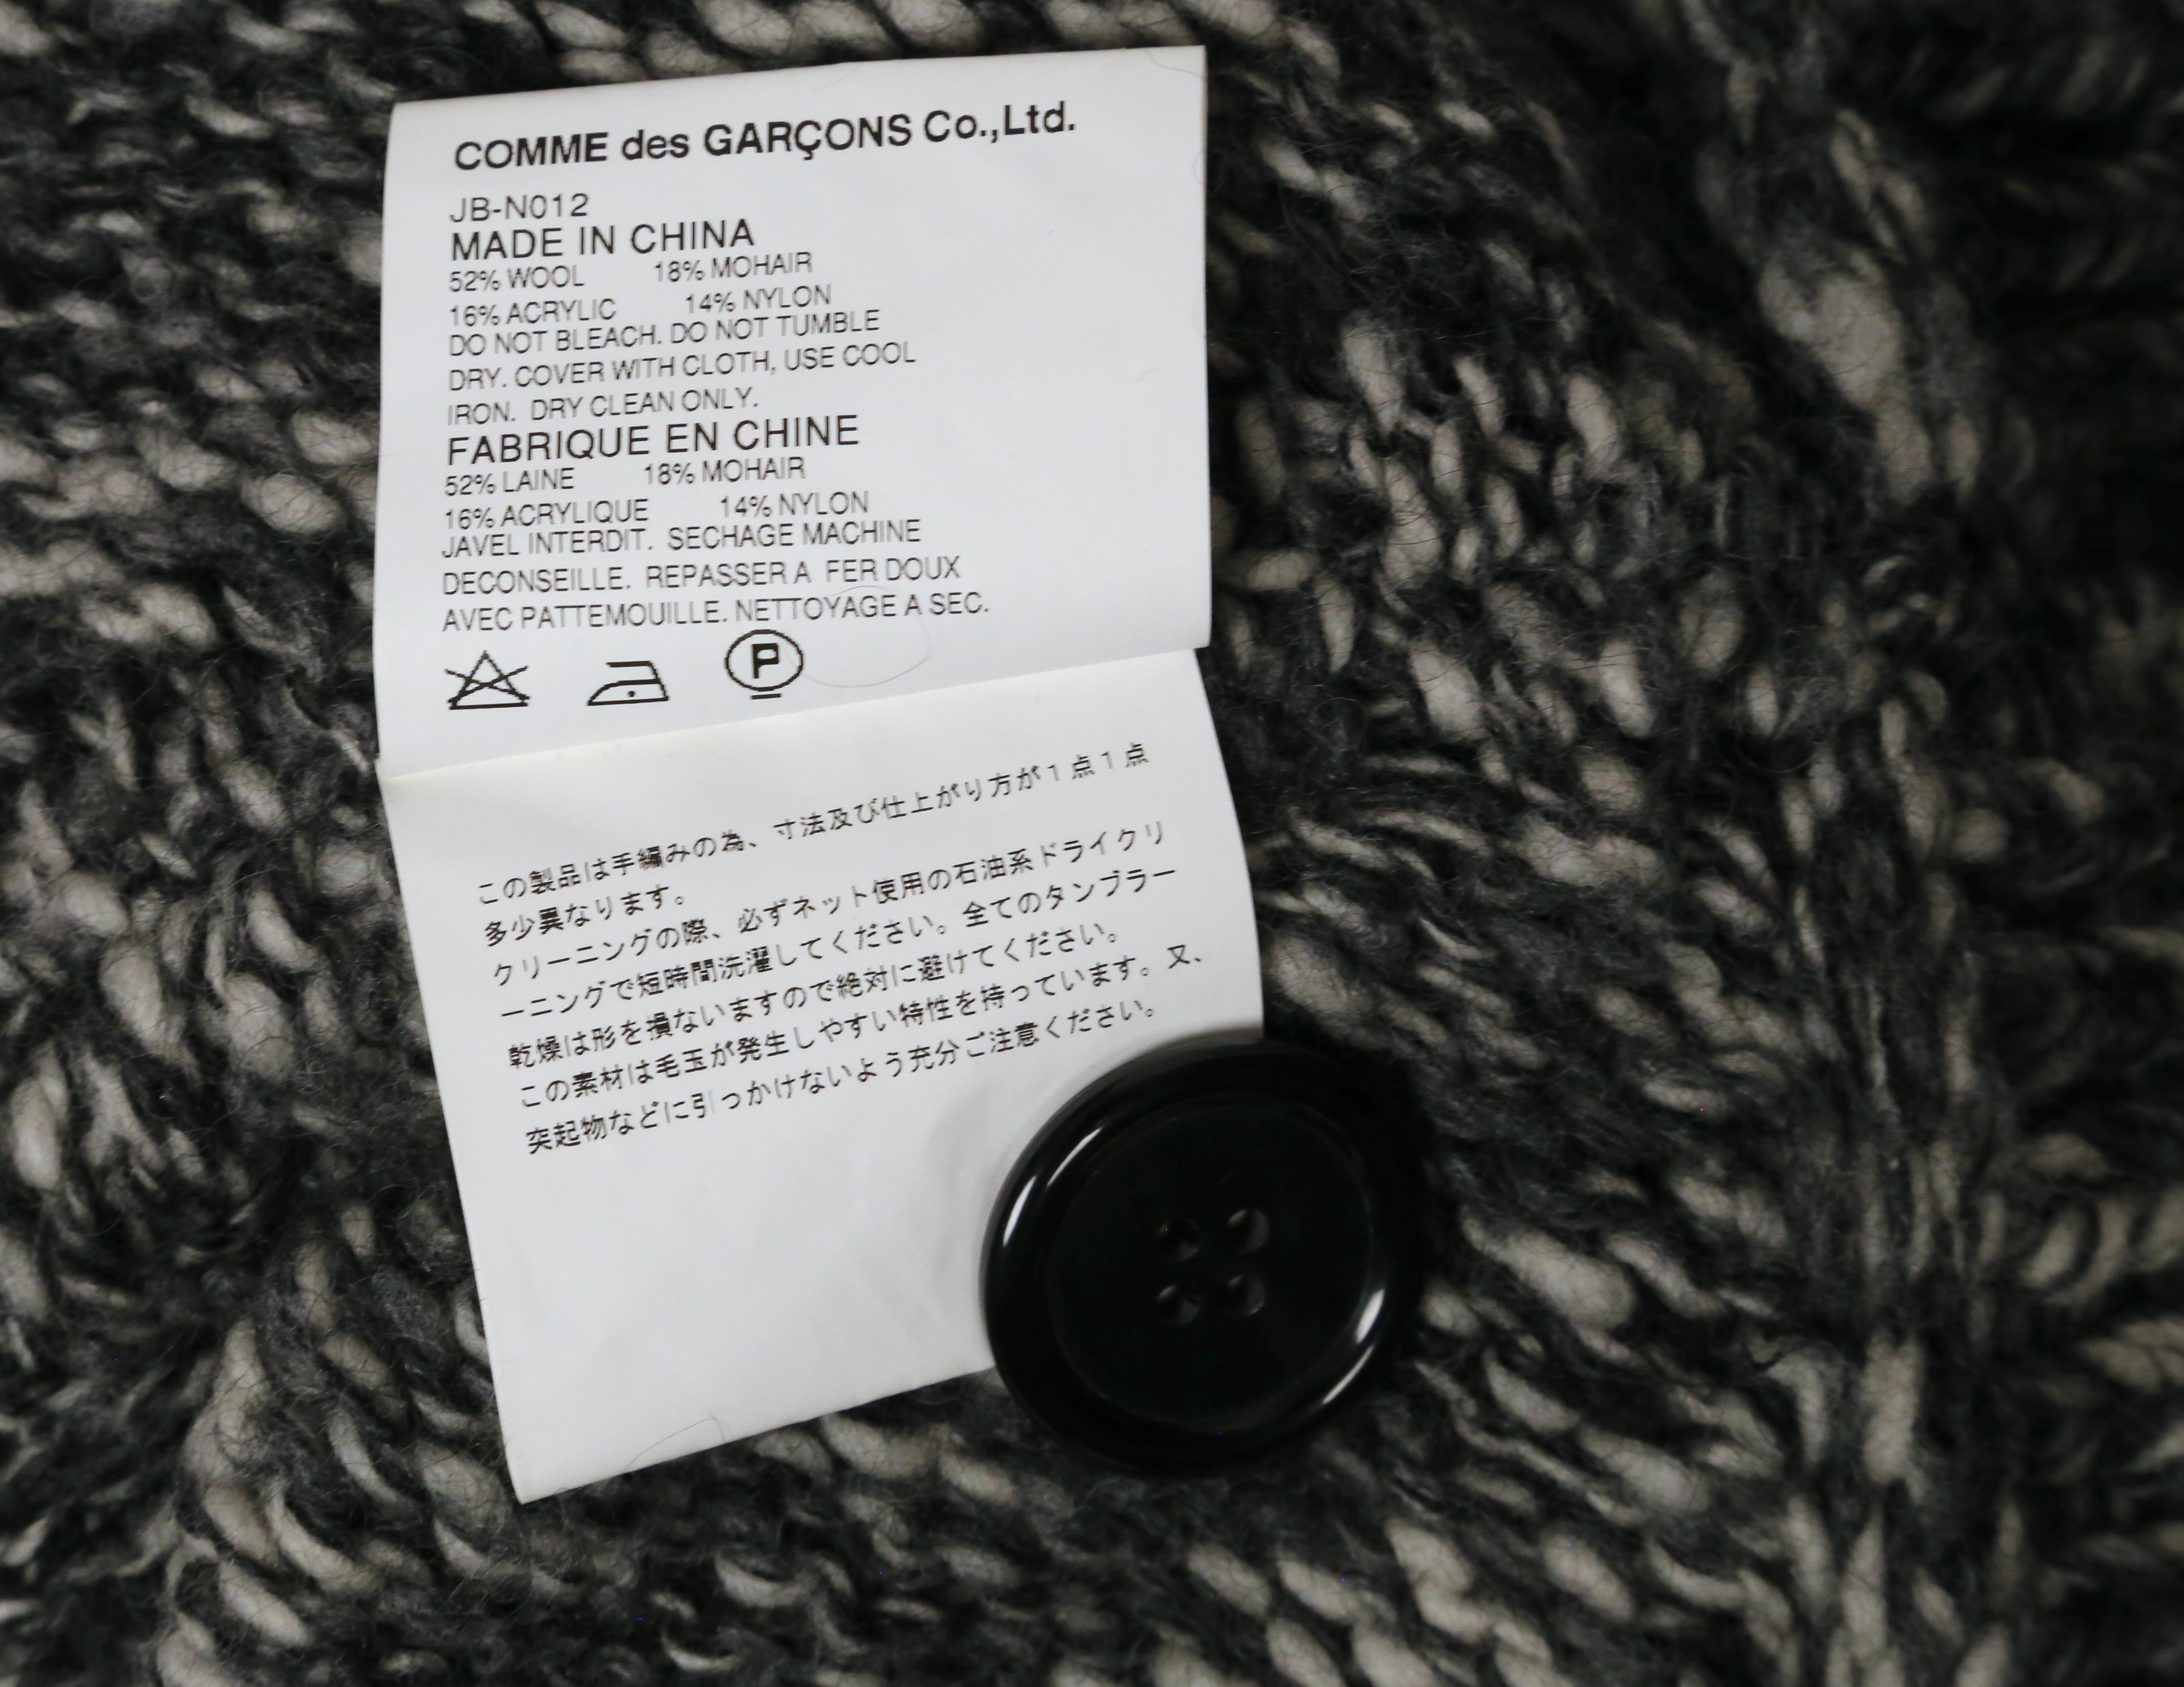 COMME des GARÇONS Co.,Ltd.
JB-N012
MADE IN CHINA
52% WOOL 18% MOHAIR
16% ACRYLIC 14% NYLON
DO NOT BLEACH. DO NOT TUMBLE
DRY. COVER WITH CLOTH, USE COOL
IRON. DRY CLEAN ONLY.
FABRIQUE EN CHINE
52% LAINE 18% MOHAIR
16% ACRYLIQUE 14% NYLON
JAVEL INTERDIT. SECHAGE MACHINE
DECONSEILLE. REPASSER A FER DOUX
AVEC PATTEMOUILLE. NETTOYAGE A SEC.
P
この製品は手編みの為、寸法及び仕上がり方が1点1点
多少異なります。
クリーニングの際、必ずネット使用の石油系ドライクリ
ーニングで短時間洗濯してください。全てのタンブラー
乾燥は形を損ないますので絶対に避けてください。
この素材は毛玉が発生しやすい特性を持っています。又、
突起物などに引っかけないよう充分ご注意ください。